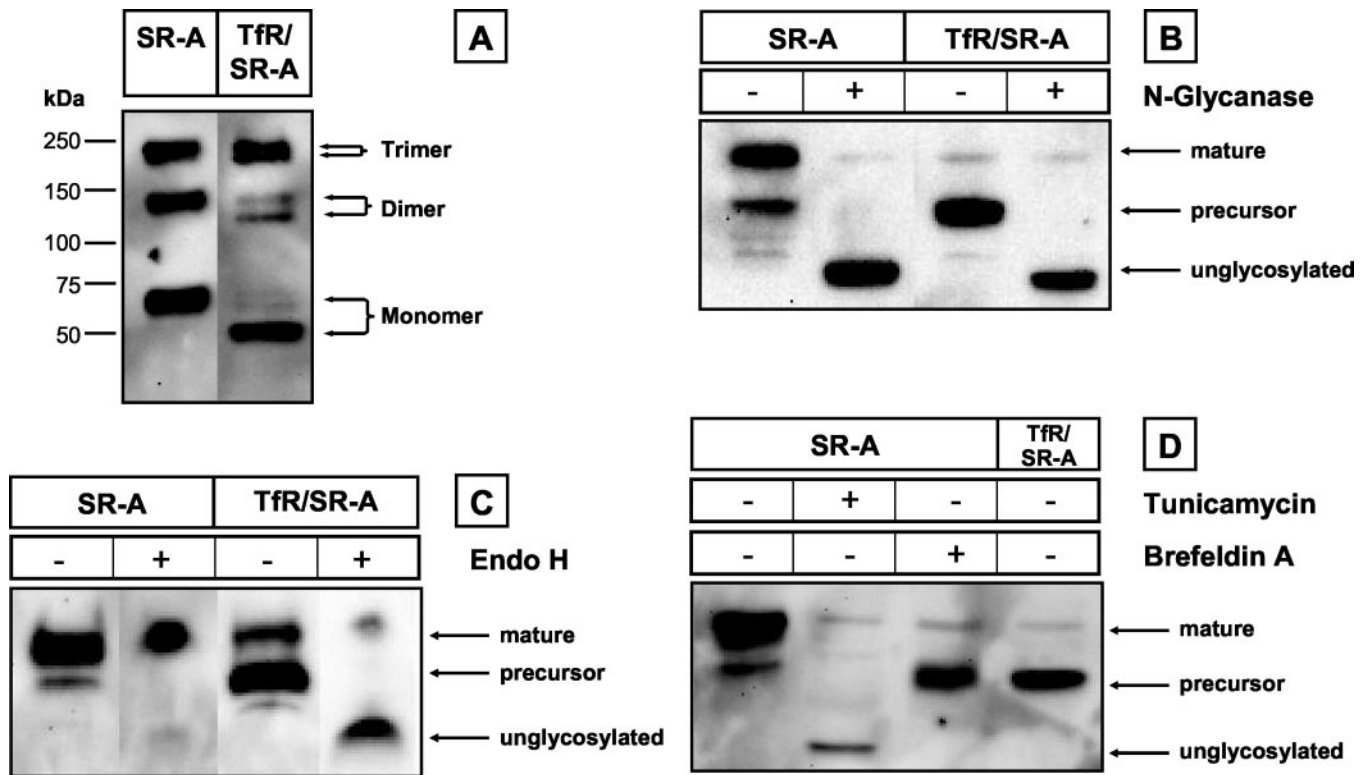 SR-A TfR/
SR-A
A
kDa
250
150
100
75
50
Trimer
Dimer
Monomer
B
SR-A TfR/SR-A
- + - + N-Glycanase
mature
precursor
unglycosylated
C
SR-A TfR/SR-A
- + - + Endo H
mature
precursor
unglycosylated
D
SR-A TfR/
SR-A
- + - - Tunicamycin
- - + - Brefeldin A
mature
precursor
unglycosylated